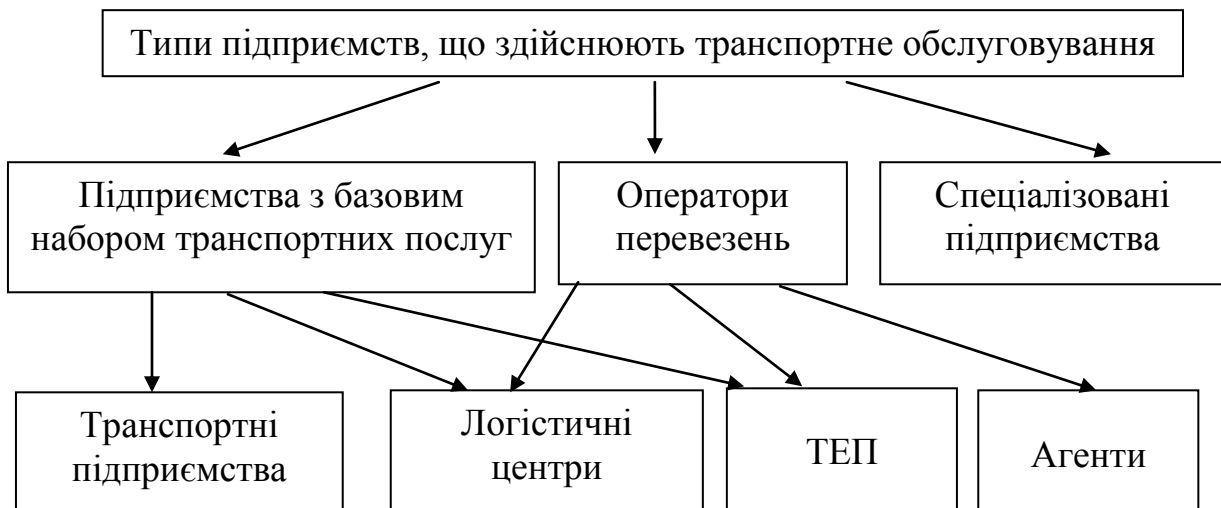 Типи підприємств, що здійснюють транспортне обслуговування
Підприємства з базовим
набором транспортних послуг
Оператори
перевезень
Спеціалізовані
підприємства
Транспортні
підприємства
Логістичні
центри
ТЕП
Агенти